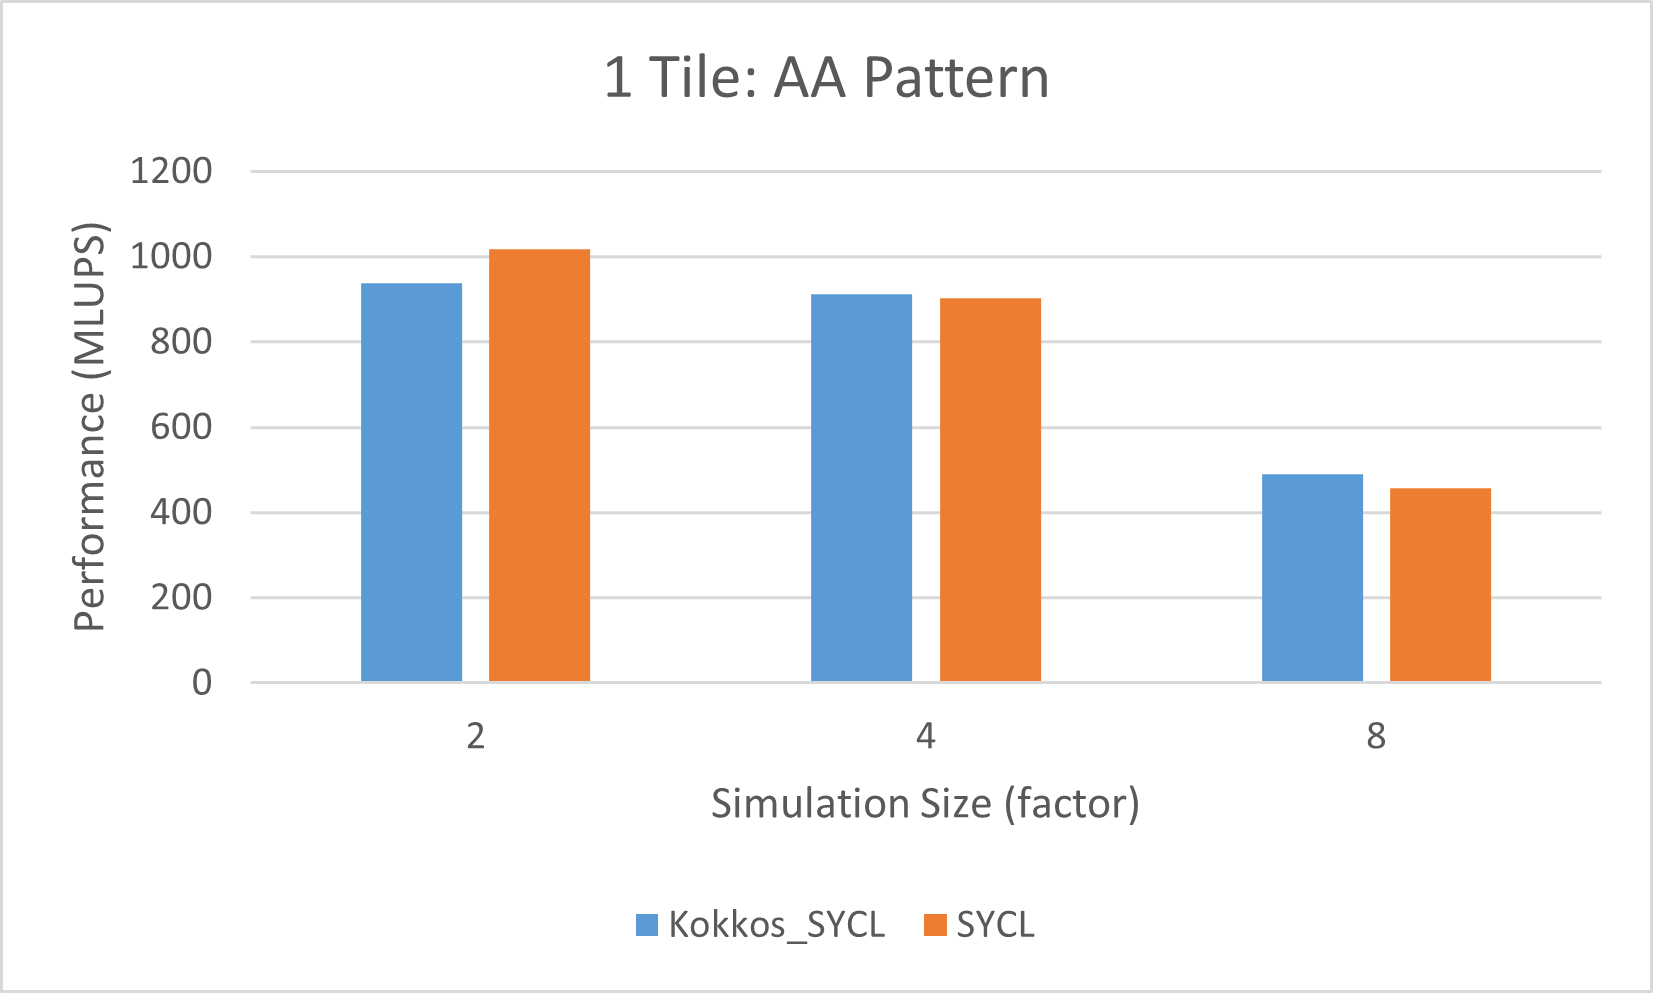 1 Tile: AA Pattern
1200
1000
800
600
400
200
0
Performance (MLUPS)
2 4 8
Simulation Size (factor)
Kokkos_SYCL SYCL